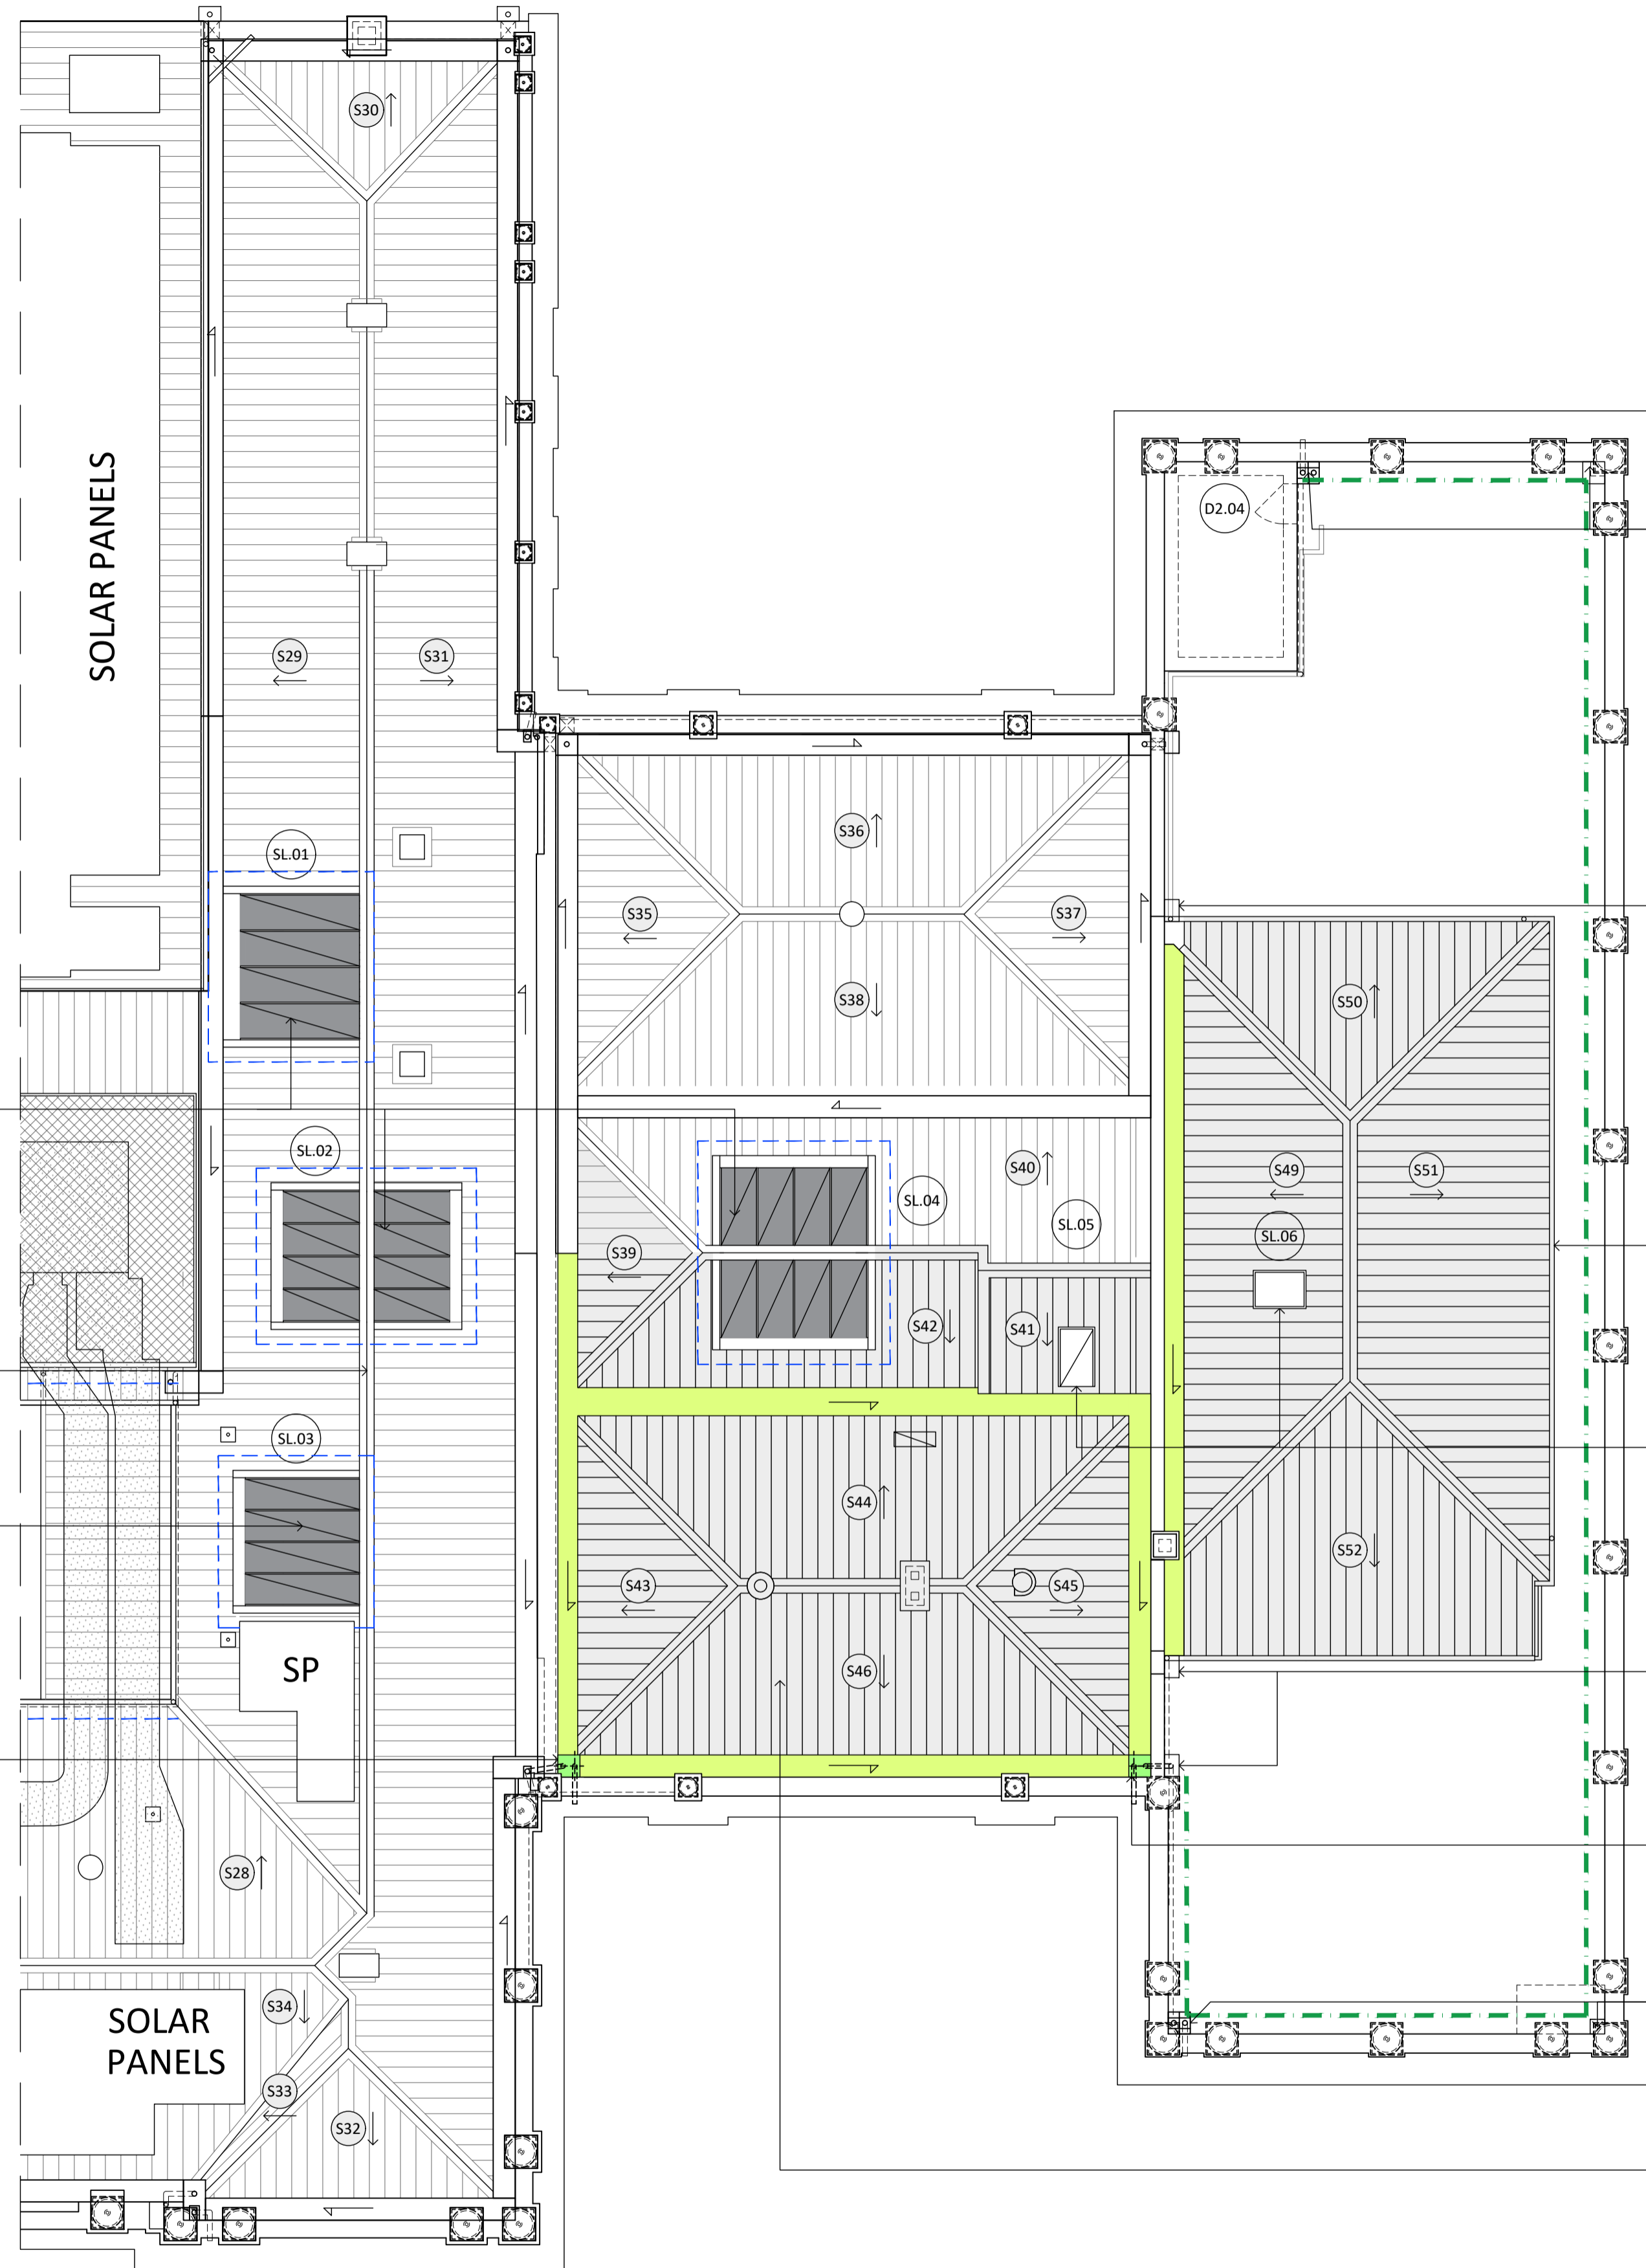 S30
SOLAR PANELS
D2.04
S29
S31
SL.01
S36
S35
S37
S38
S50
SL.02
S40
S49
S51
SL.04
SL.05
SL.06
S39
S42
S41
SL.03
S44
S52
S43
S45
SP
S46
S28
S34
SOLAR
PANELS
S33
S32